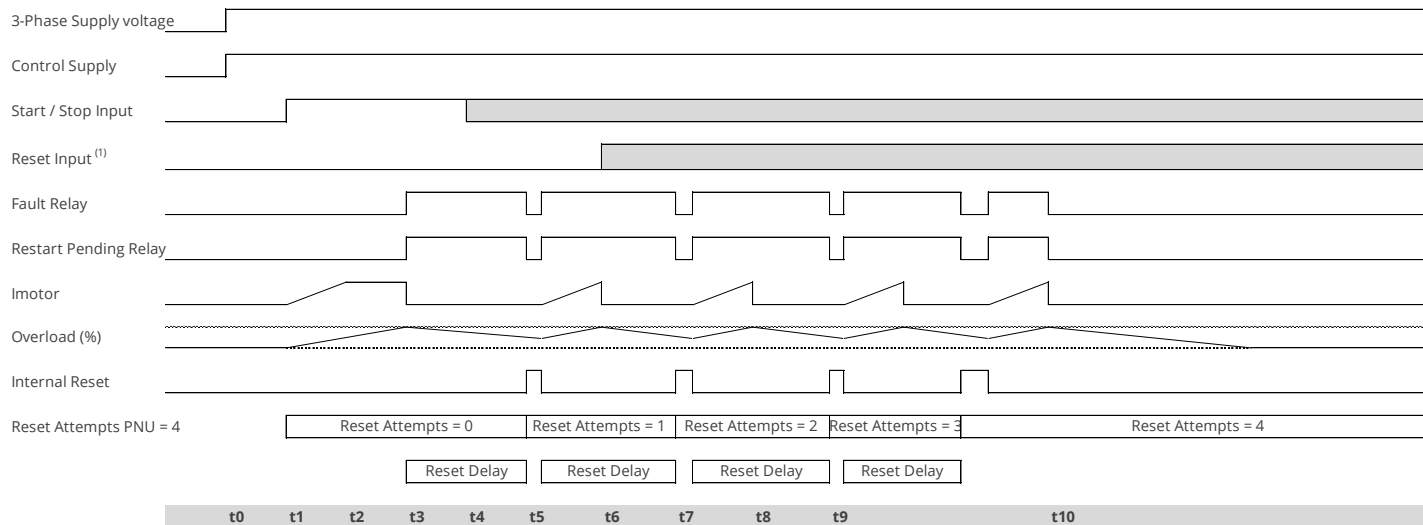 3-Phase Supply voltage
Control Supply
Start / Stop Input
Reset Input (1)
Fault Relay
Restart Pending Relay
Imotor
Overload (%)
Internal Reset
Reset Attempts PNU = 4
Reset Attempts = 0
Reset Attempts = 1
Reset Attempts = 2
Reset Attempts = 3
Reset Attempts = 4
Reset Delay
Reset Delay
Reset Delay
Reset Delay
t0 t1 t2 t3 t4 t5 t6 t7 t8 t9 t10